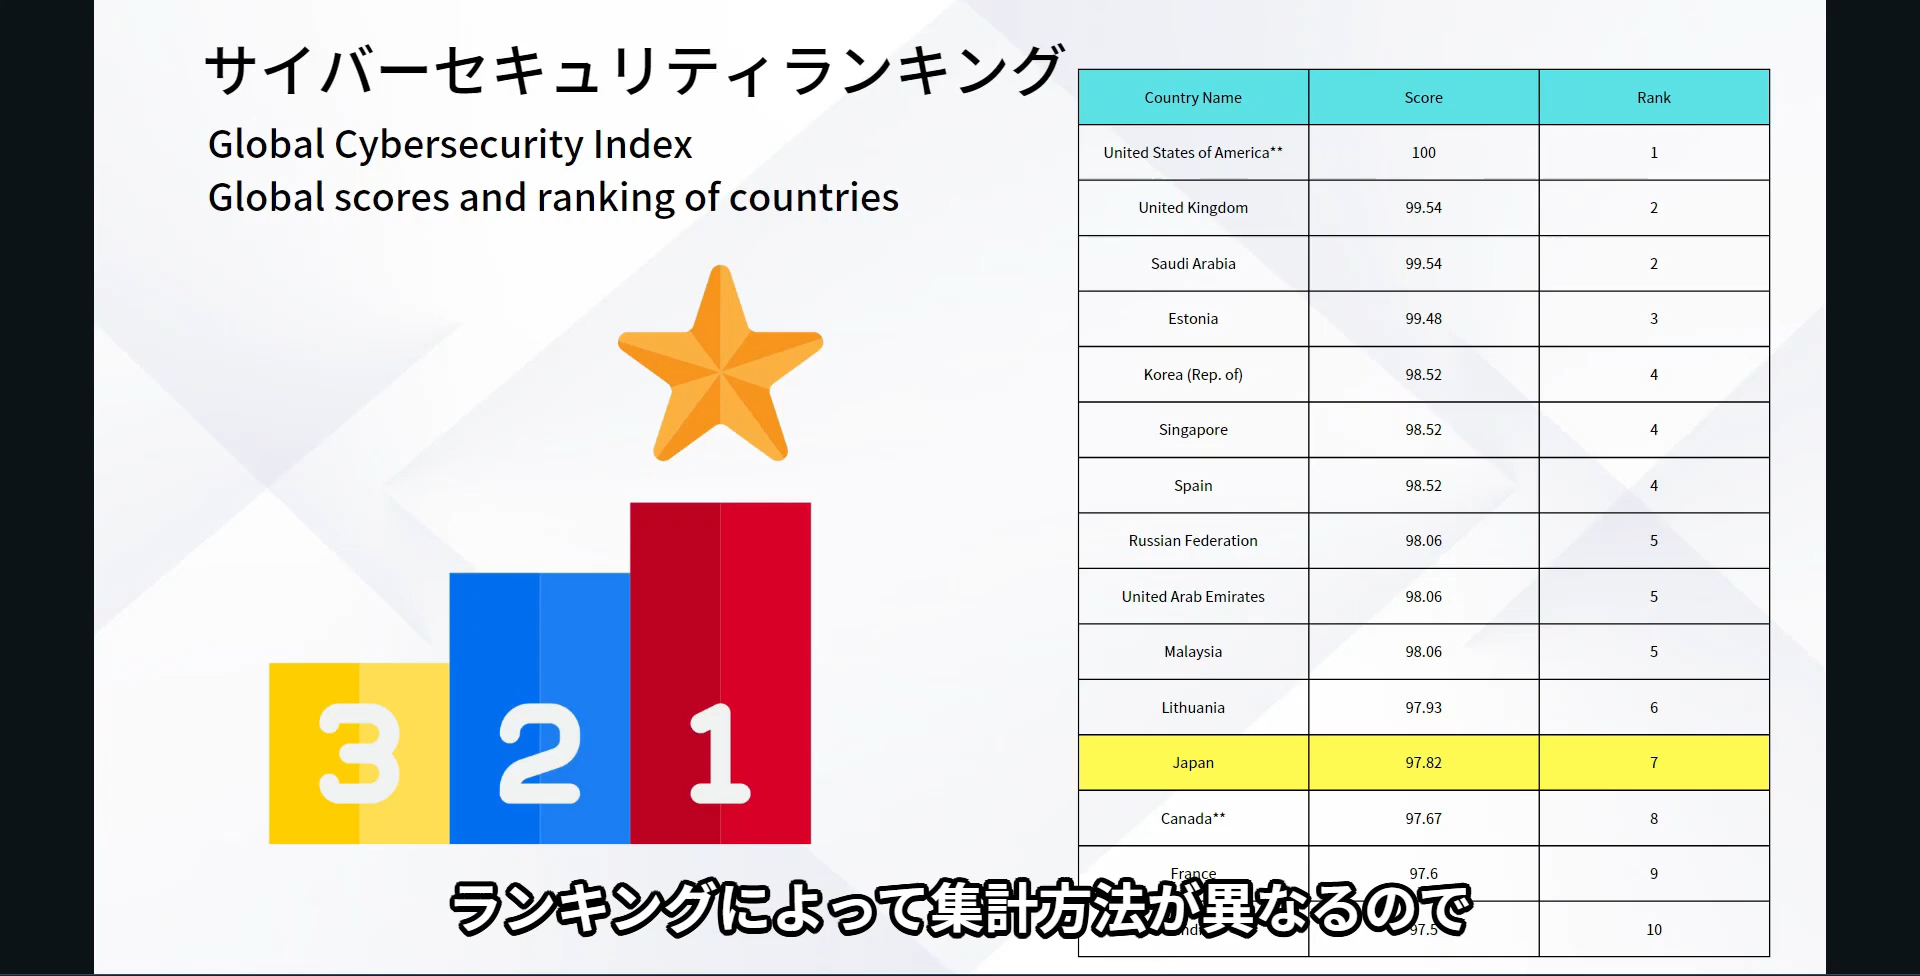 サイバーセキュリティランキング
Global Cybersecurity Index
Global scores and ranking of countries
3
2
1
Country Name Score Rank
United States of America** 100 1
United Kingdom 99.54 2
Saudi Arabia 99.54 2
Estonia 99.48 3
Korea (Rep. of) 98.52 4
Singapore 98.52 4
Spain 98.52 4
Russian Federation 98.06 5
United Arab Emirates 98.06 5
Malaysia 98.06 5
Lithuania 97.93 6
Japan 97.82 7
Canada** 97.67 8
France 97.6 9
97.5 10
ランキングによって集計方法が異なるので